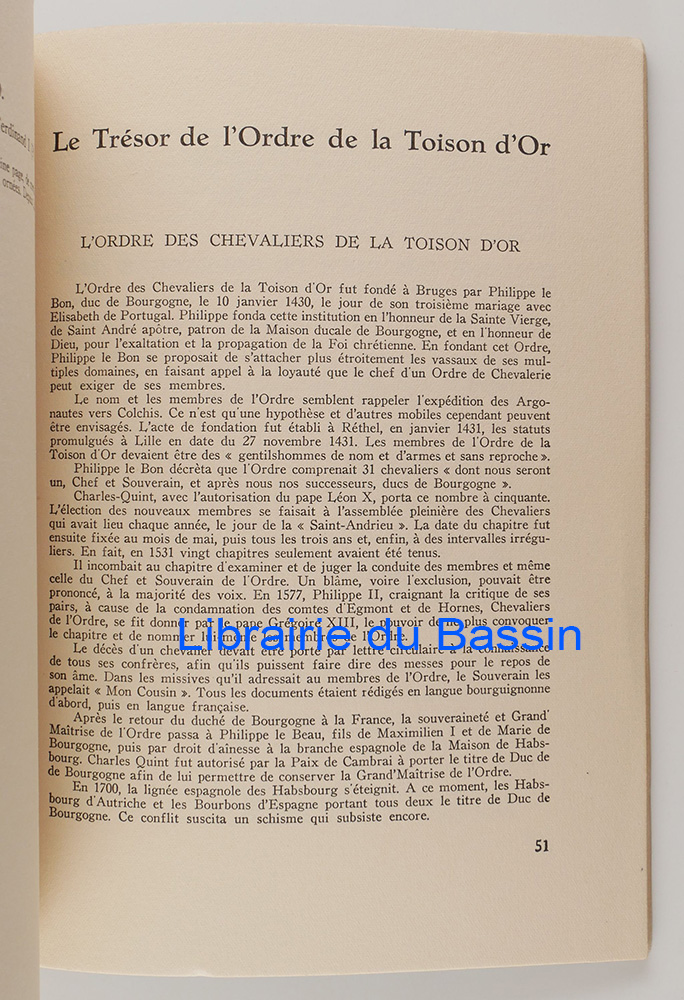 ).
Ferdinand I
ine page, de
ornées. Depuis
Le Trésor de l'Ordre de la Toison d'Or
L'ORDRE DES CHEVALIERS DE LA TOISON D'OR
L'Ordre des Chevaliers de la Toison d'Or fut fondé à Bruges par Philippe le
Bon, duc de Bourgogne, le 10 janvier 1430, le jour de son troisième mariage avec
Elisabeth de Portugal. Philippe fonda cette institution en l'honneur de la Sainte Vierge,
de Saint André apôtre, patron de la Maison ducale de Bourgogne, et en l'honneur de
Dieu, pour l'exaltation et la propagation de la Foi chrétienne. En fondant cet Ordre,
Philippe le Bon se proposait de s'attacher plus étroitement les vassaux de ses mul-
tiples domaines, en faisant appel à la loyauté que le chef d'un Ordre de Chevalerie
peut exiger de ses membres.
Le nom et les membres de l'Ordre semblent rappeler l'expédition des Argo-
nautes vers Colchis. Ce n'est qu'une hypothèse et d'autres mobiles cependant peuvent
être envisagés. L'acte de fondation fut établi à Réthel, en janvier 1431, les statuts
promulgués à Lille en date du 27 novembre 1431. Les membres de l'Ordre de la
Toison d'Or devaient être des « gentilshommes de nom et d'armes et sans reproche ».
Philippe le Bon décrèta que l'Ordre comprenait 31 chevaliers « dont nous seront
un, Chef et Souverain, et après nous nos successeurs, ducs de Bourgogne ».
Charles-Quint, avec l'autorisation du pape Léon X, porta ce nombre à cinquante.
L'élection des nouveaux membres se faisait à l'assemblée pleinière des Chevaliers
qui avait lieu chaque année, le jour de la « Saint-Andrieu ». La date du chapitre fut
ensuite fixée au mois de mai, puis tous les trois ans et, enfin, à des intervalles irrégu-
liers. En fait, en 1531 vingt chapitres seulement avaient été tenus.
Il incombait au chapitre d'examiner et de juger la conduite des membres et même
celle du Chef et Souverain de l'Ordre. Un blâme, voire l'exclusion, pouvait être
prononcé, à la majorité des voix. En 1577, Philippe II, craignant la critique de ses
pairs, à cause de la condamnation des comtes d'Egmont et de Hornes, Chevaliers
de l'Ordre, se fit donner par le pape Grégoire XIII, le pouvoir de ne plus convoquer
le chapitre et de nommer lui-même les membres de l'Ordre.
Librairie du Bassin
Le décès d'un chevalier devait être porté par lettre circulaire à la connaissance
de tous ses confrères, afin qu'ils puissent faire dire des messes pour le repos de
son âme. Dans les missives qu'il adressait au membres de l'Ordre, le Souverain les
appelait « Mon Cousin ». Tous les documents étaient rédigés en langue bourguignonne
d'abord, puis en langue française.
Après le retour du duché de Bourgogne à la France, la souveraineté et Grand'
Maîtrise de l'Ordre passa à Philippe le Beau, fils de Maximilien I et de Marie de
Bourgogne, puis par droit d'aînesse à la branche espagnole de la Maison de Habs-
bourg. Charles Quint fut autorisé par la Paix de Cambrai à porter le titre de Duc de
de Bourgogne afin de lui permettre de conserver la Grand'Maîtrise de l'Ordre.
En 1700, la lignée espagnole des Habsbourg s'éteignit. A ce moment, les Habs-
bourg d'Autriche et les Bourbons d'Espagne portant tous deux le titre de Duc de
Bourgogne. Ce conflit suscita un schisme qui subsiste encore.
51